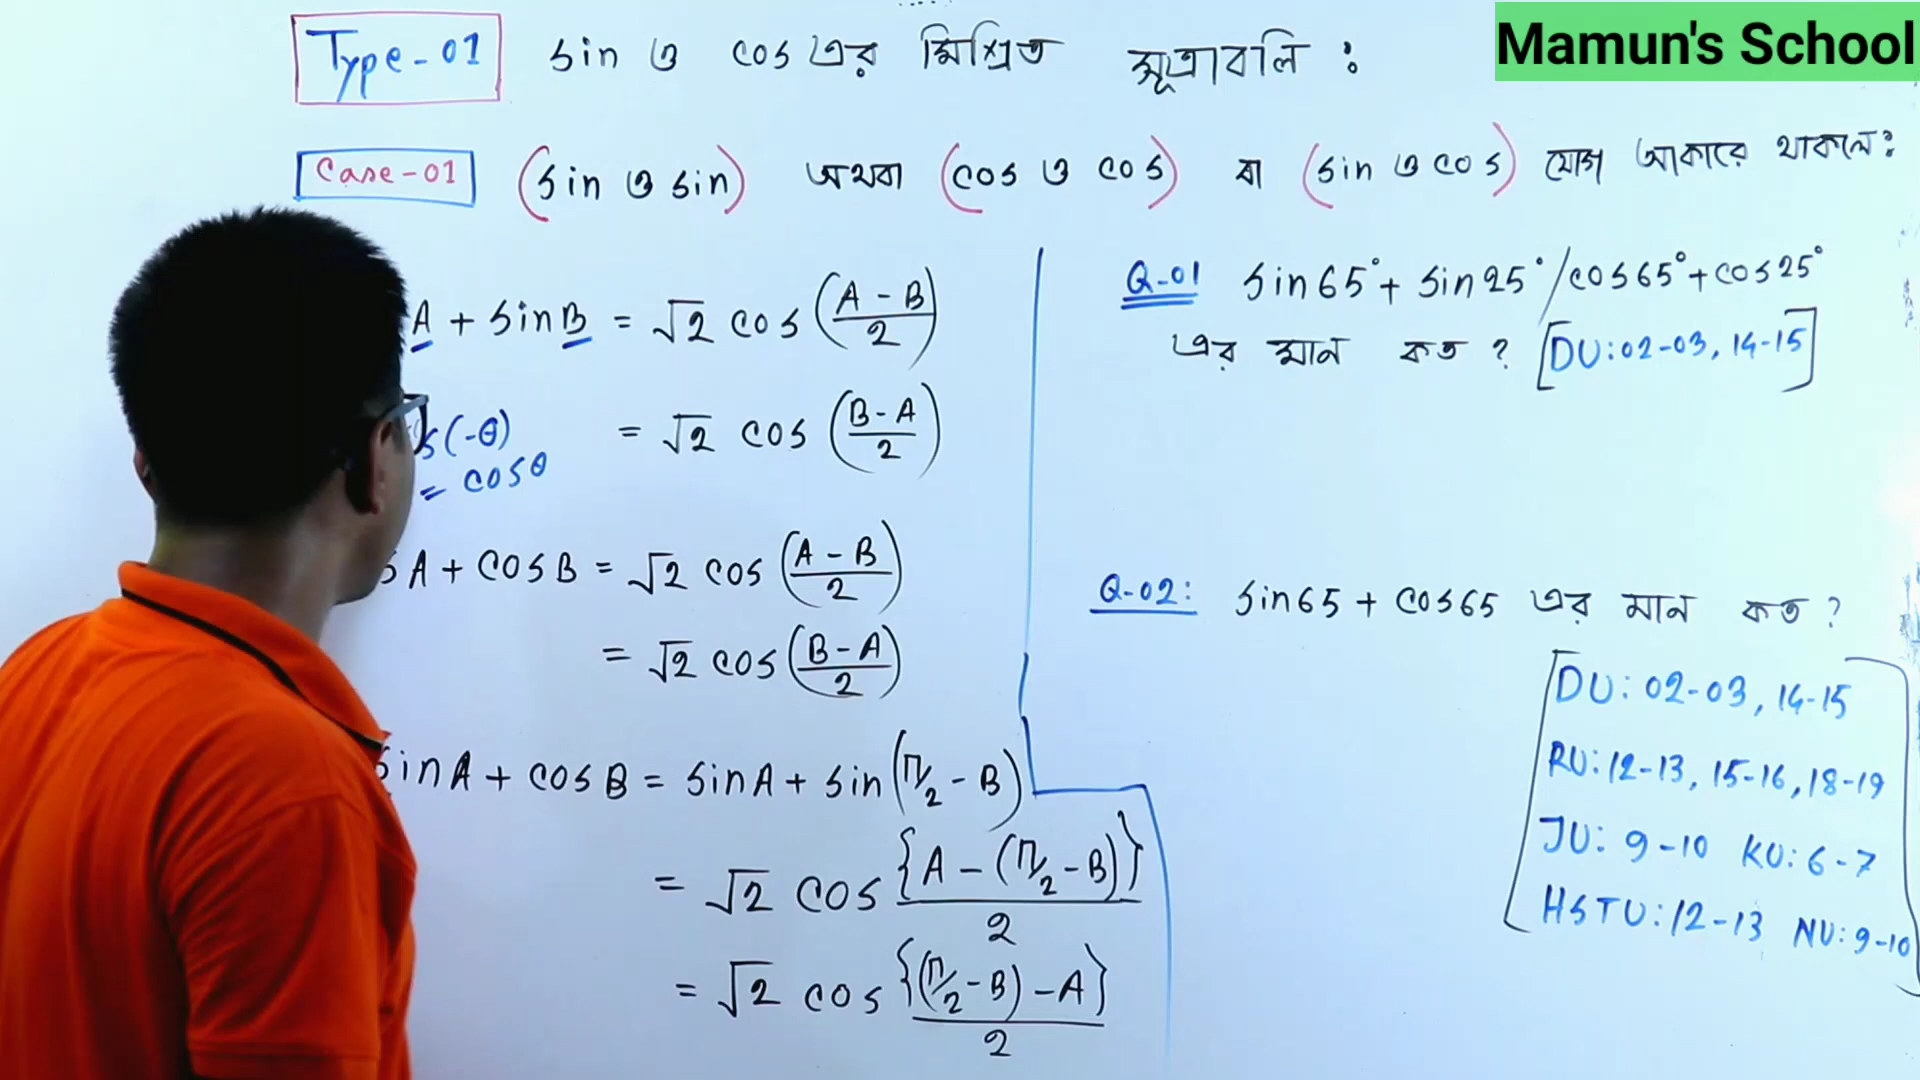 Mamun's School
Type-01 sin ও cos এর মিশ্রিত সূত্রাবলি :
Case-01 (sin ও sin) অথবা (cos ও cos) বা (sin ও cos) যোগ আকারে থাকলে:
A + sinB = √2 cos((A - B)/2)
= √2 cos((B - A)/2)
s(-θ)
= cosθ
A + cosB = √2 cos((A - B)/2)
= √2 cos((B - A)/2)
sinA + cosB = sinA + sin(π/2 - B)
= √2 cos{A - (π/2 - B)}/2
= √2 cos{(π/2 - B) - A}/2
Q-01 sin65° + sin25° / cos65° + cos25°
এর মান কত ? [DU:02-03, 14-15]
Q-02: sin65 + cos65 এর মান কত ?
[DU: 02-03, 14-15
RU: 12-13, 15-16, 18-19
JU: 9-10 KU: 6-7
HSTU: 12-13 NU: 9-10]